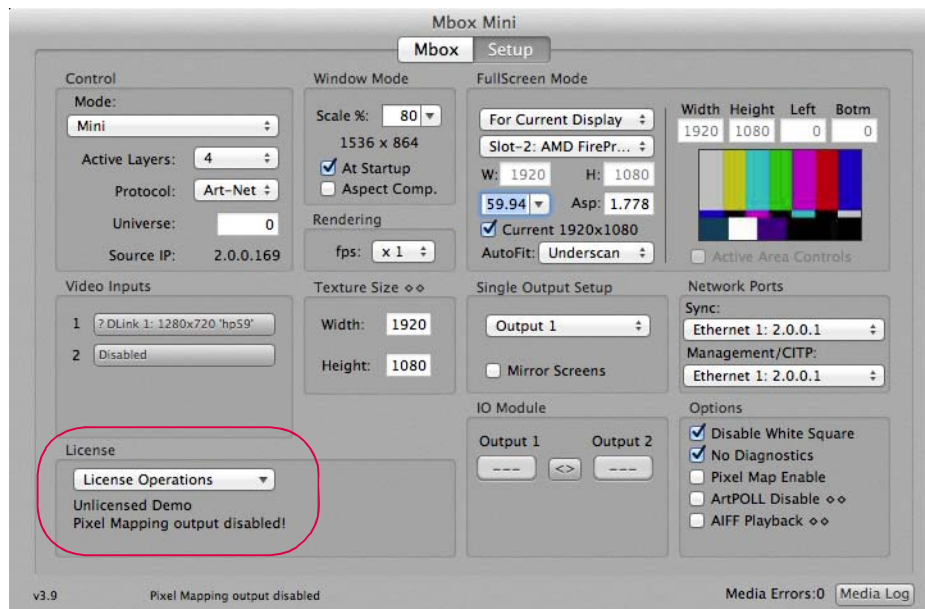 Mbox Mini
Mbox Setup
Control
Mode:
Mini
Active Layers: 4
Protocol: Art-Net
Universe: 0
Source IP: 2.0.0.169
Window Mode
Scale %: 80
1536 x 864
At Startup
Aspect Comp.
Rendering
fps: x 1
FullScreen Mode
For Current Display
Slot-2: AMD FirePr...
W: 1920 H: 1080
59.94 Asp: 1.778
Current 1920x1080
AutoFit: Underscan
Width Height Left Botm
1920 1080 0 0
Active Area Controls
Video Inputs
1 ? DLink 1: 1280x720 'hp59'
2 Disabled
Texture Size ◇◇
Width: 1920
Height: 1080
Single Output Setup
Output 1
Mirror Screens
Network Ports
Sync:
Ethernet 1: 2.0.0.1
Management/CITP:
Ethernet 1: 2.0.0.1
License
License Operations
Unlicensed Demo
Pixel Mapping output disabled!
IO Module
Output 1 Output 2
--- <> ---
Options
Disable White Square
No Diagnostics
Pixel Map Enable
ArtPOLL Disable ◇◇
AIFF Playback ◇◇
v3.9 Pixel Mapping output disabled Media Errors:0 Media Log